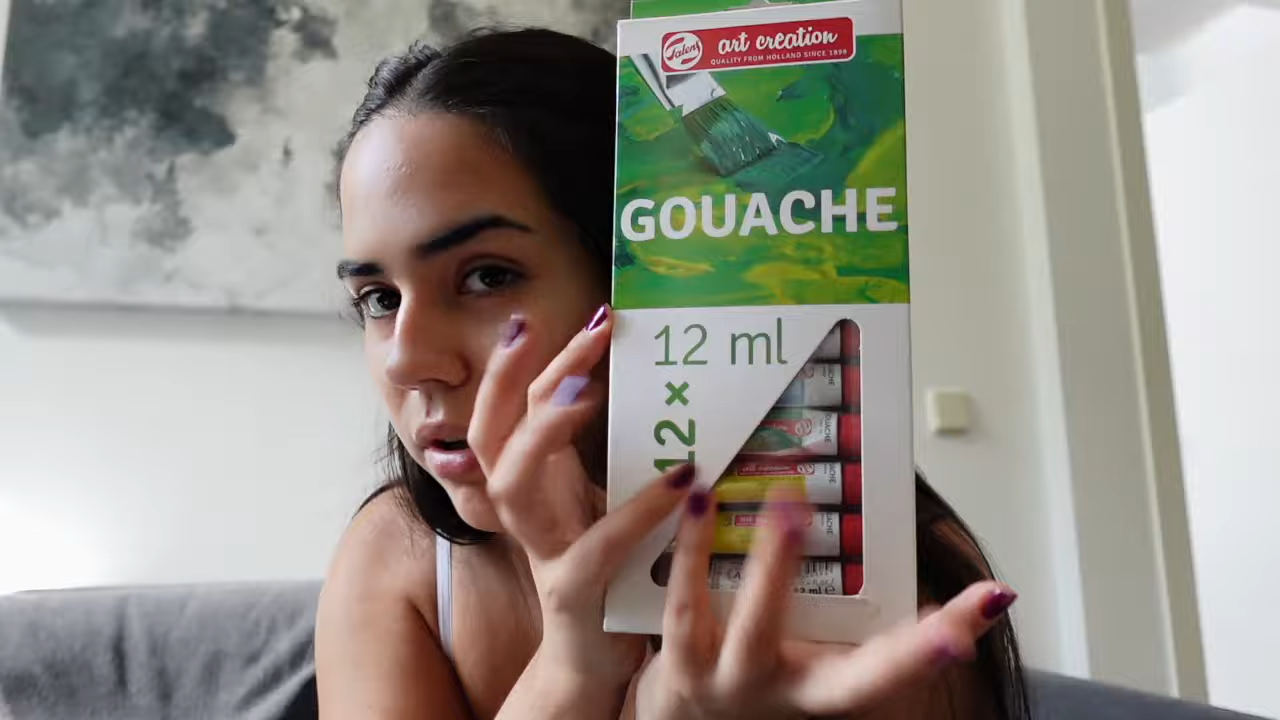 Talens
art creation
QUALITY FROM HOLLAND SINCE 1899
GOUACHE
12 ml
12 ×